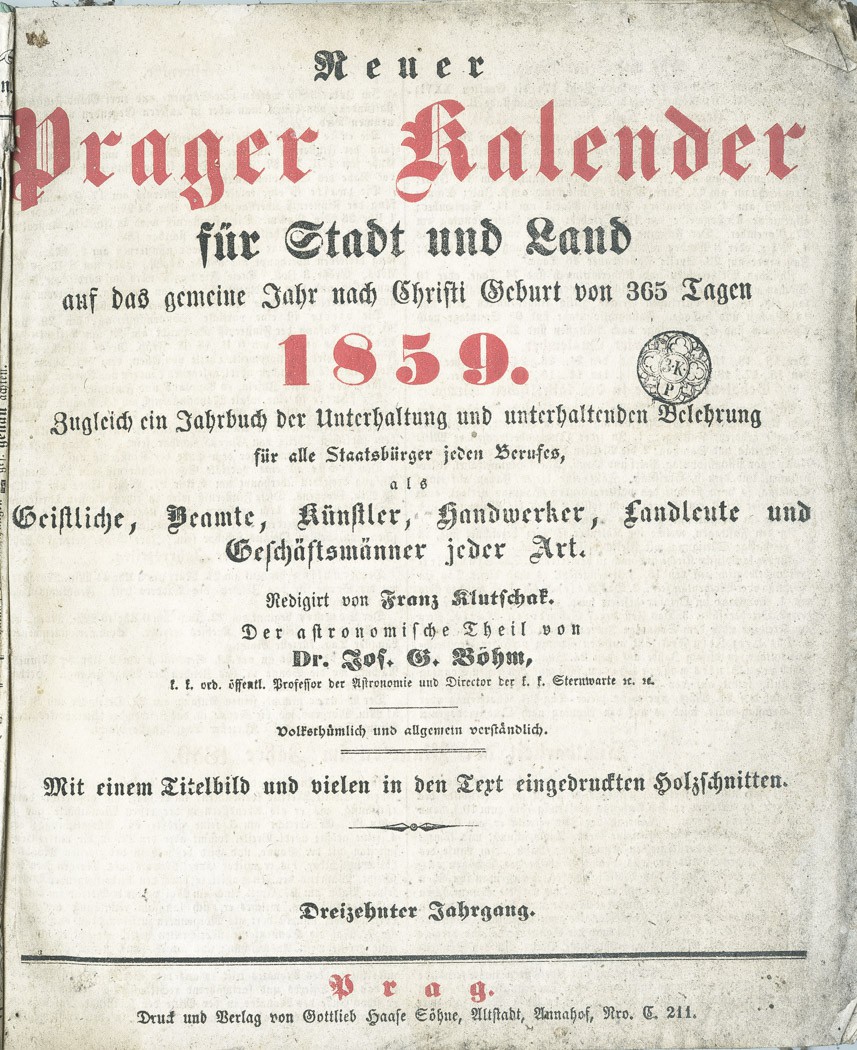 Neuer
Prager Kalender
für Stadt und Land
auf das gemeine Jahr nach Christi Geburt von 365 Tagen
1859.
3·K
P
Zugleich ein Jahrbuch der Unterhaltung und unterhaltenden Belehrung
für alle Staatsbürger jeden Berufes,
als
Geistliche, Beamte, Künstler, Handwerker, Landleute und
Geschäftsmänner jeder Art.
Redigirt von Franz Klutschak.
Der astronomische Theil von
Dr. Jos. G. Böhm,
k. k. ord. öffentl. Professor der Astronomie und Director der k. k. Sternwarte ꝛc. ꝛc.
Volksthümlich und allgemein verständlich.
Mit einem Titelbild und vielen in den Text eingedruckten Holzschnitten.
Dreizehnter Jahrgang.
Prag.
Druck und Verlag von Gottlieb Haase Söhne, Altstadt, Annahof, Nro. C. 211.